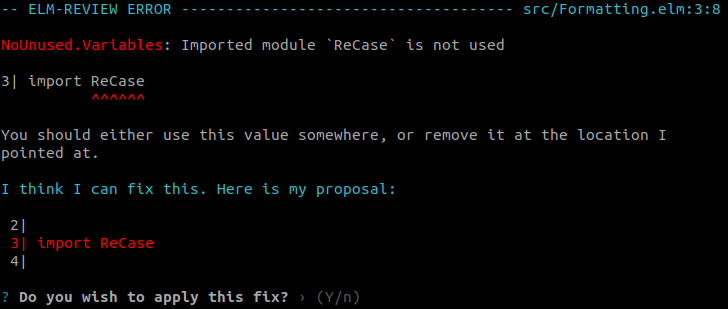 -- ELM-REVIEW ERROR ------------------------------------- src/Formatting.elm:3:8
NoUnused.Variables: Imported module `ReCase` is not used
3| import ReCase
^^^^^^
You should either use this value somewhere, or remove it at the location I
pointed at.
I think I can fix this. Here is my proposal:
2|
3| import ReCase
4|
? Do you wish to apply this fix? › (Y/n)